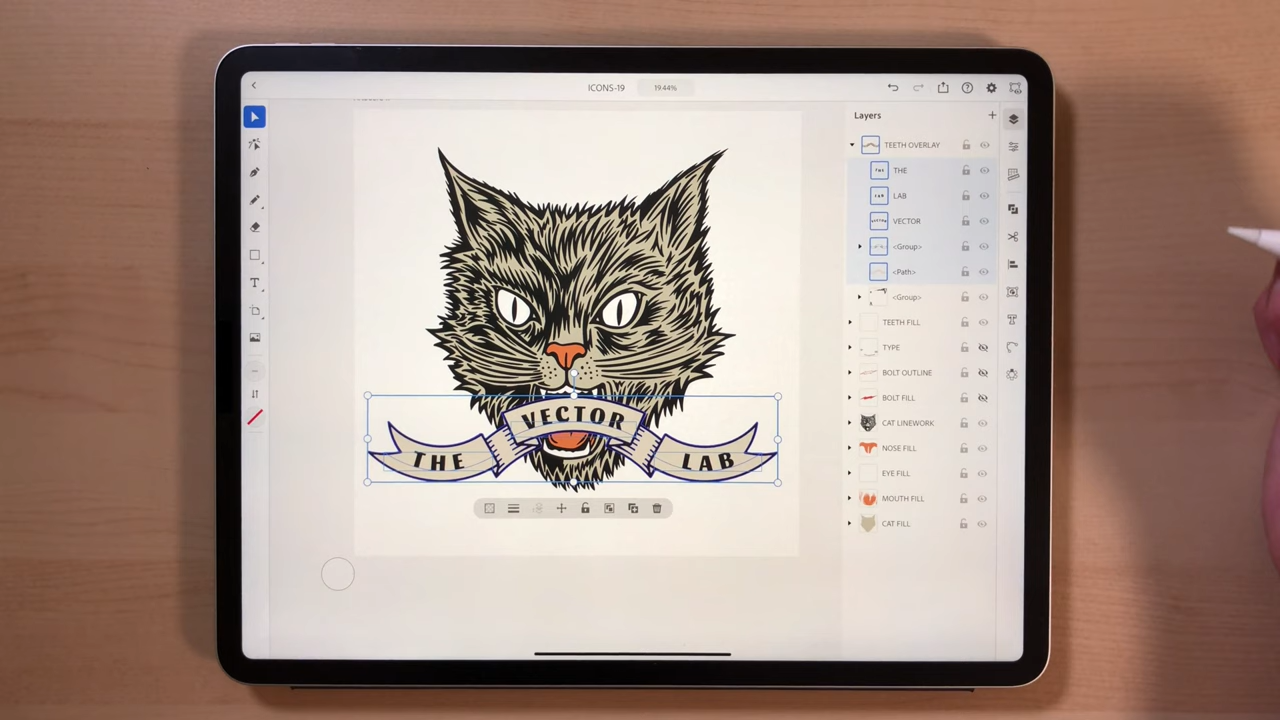 ICONS-19
19.44%
Layers
TEETH OVERLAY
THE
LAB
VECTOR
<Group>
<Path>
<Group>
TEETH FILL
TYPE
BOLT OUTLINE
BOLT FILL
CAT LINEWORK
NOSE FILL
EYE FILL
MOUTH FILL
CAT FILL
VECTOR
THE LAB